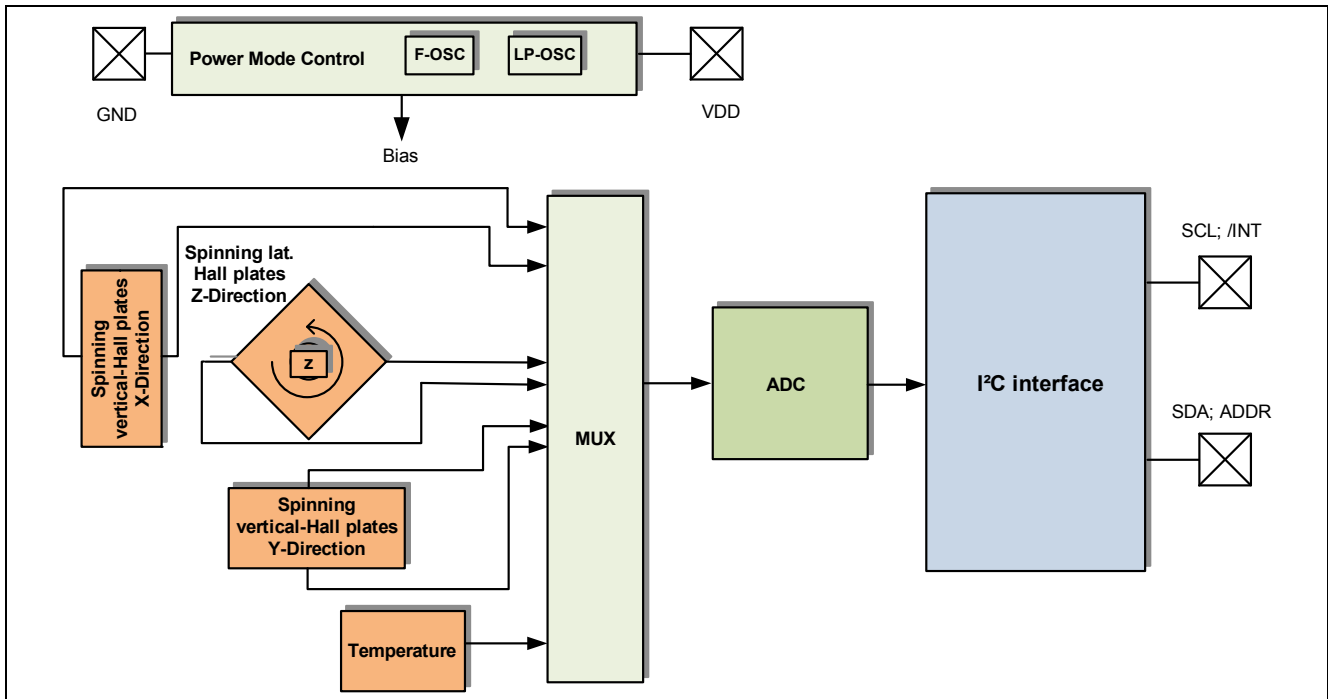 Power Mode Control
F-OSC
LP-OSC
GND
VDD
Bias
Spinning lat.
Hall plates
Z-Direction
Spinning
vertical-Hall plates
X-Direction
z
Spinning
vertical-Hall plates
Y-Direction
Temperature
MUX
ADC
I²C interface
SCL; /INT
SDA; ADDR